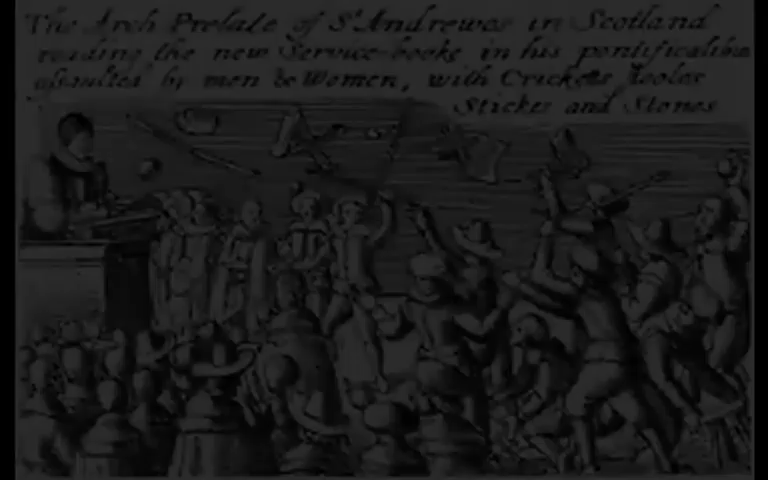 The Arch Prelate of St Andrewes in Scotland
reading the new Service-booke in his pontificalibus
assaulted by men & Women, with Crickets stooles
Stickes and Stones